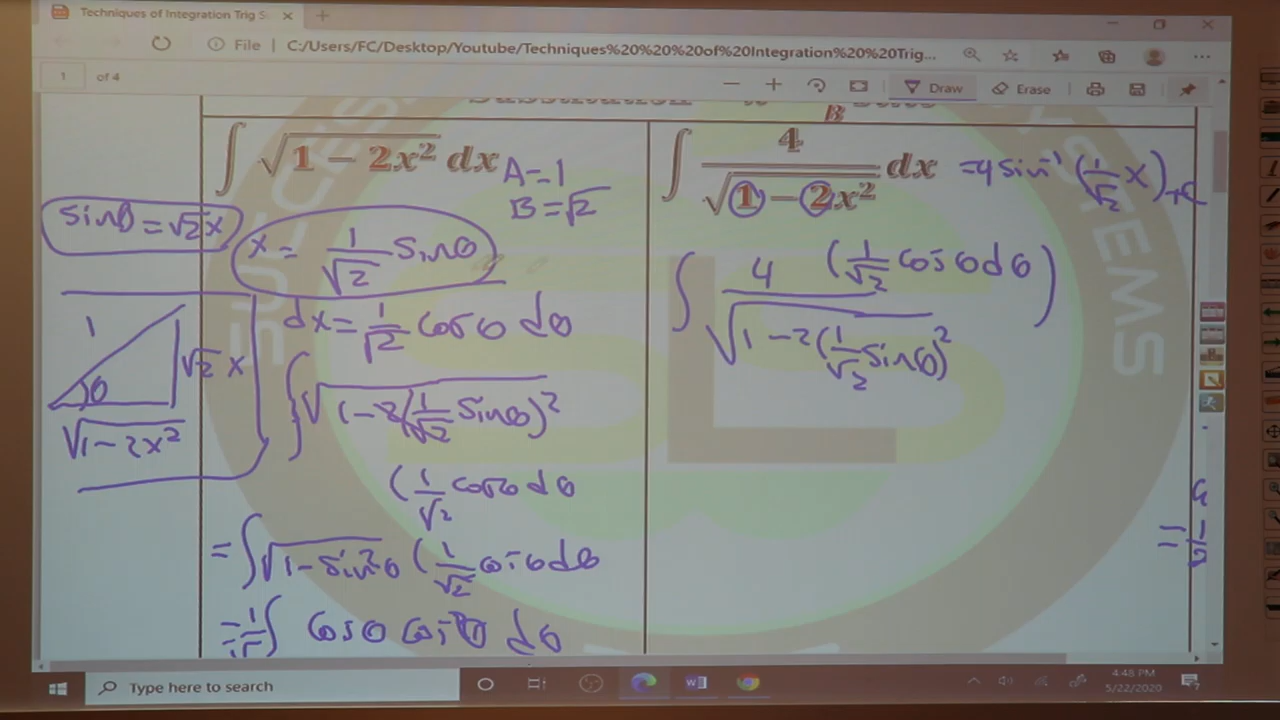 Techniques of Integration Trig S
File
C:/Users/FC/Desktop/Youtube/Techniques%20%20%20of%20Integration%20%20Trig...
1 of 4
Draw
Erase
B
∫ √(1 − 2x²) dx
A=1
B=√2
sinθ = √2 x
x = 1/√2 sinθ
dx = 1/√2 cosθ dθ
1
θ
√2 x
√(1−2x²)
∫ √(1−2(1/√2 sinθ)²
(1/√2 cosθ dθ
= ∫ √(1−sin²θ) (1/√2 cosθ dθ
= 1/√2 ∫ cosθ cosθ dθ
∫ 4/√(1 − 2x²) dx = 4 sin⁻¹(1/√2 x) +C
∫ 4 (1/√2 cosθ dθ) / √(1−2(1/√2 sinθ)²
=
SURCIS
SYSTEMS
Type here to search
4:48 PM
5/22/2020